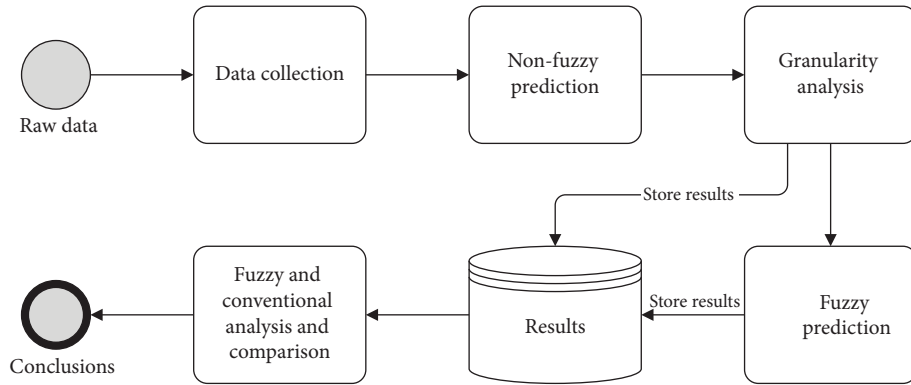 Raw data
Data collection
Non-fuzzy
prediction
Granularity
analysis
Store results
Fuzzy
prediction
Store results
Results
Fuzzy and
conventional
analysis and
comparison
Conclusions